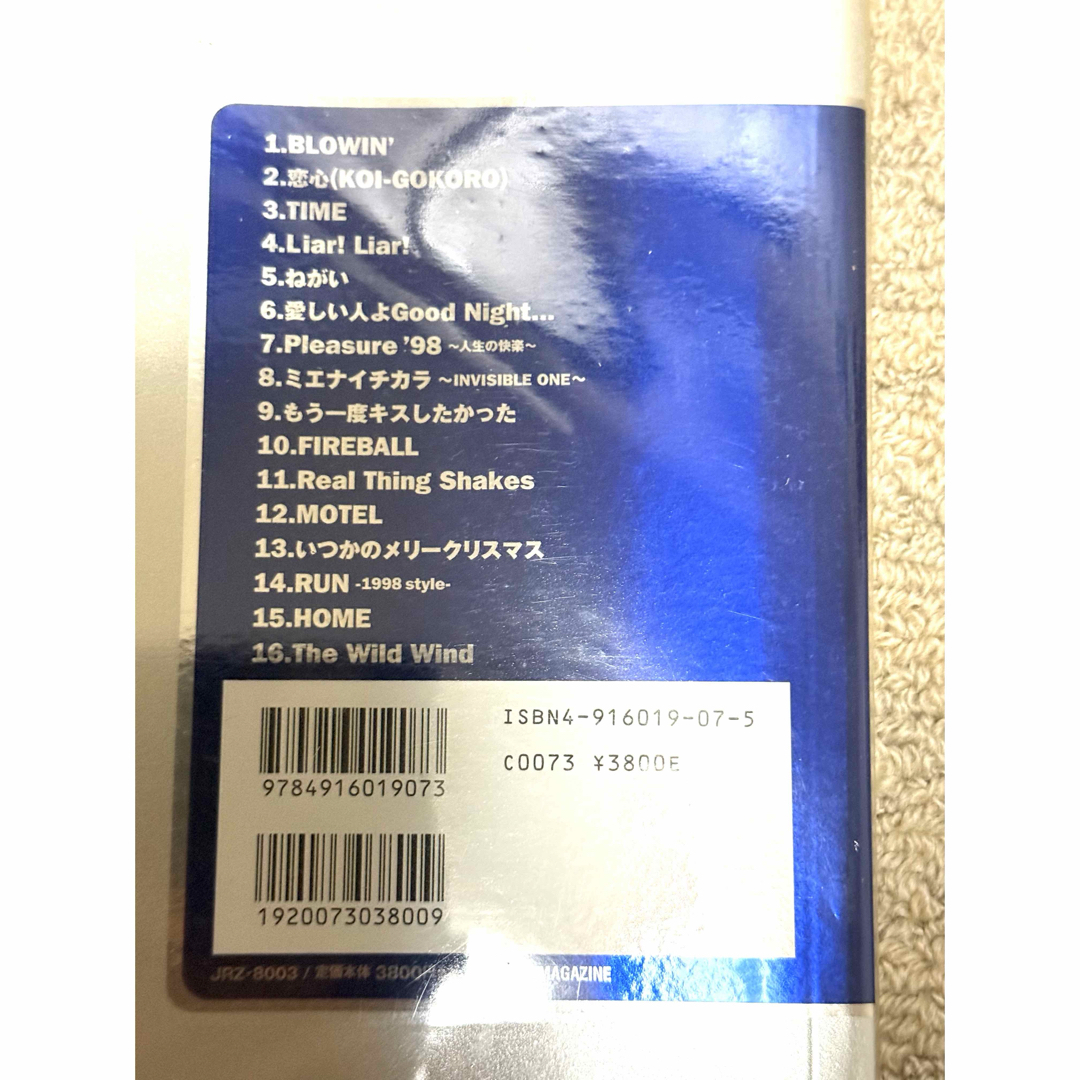 1.BLOWIN’
2.恋心(KOI-GOKORO)
3.TIME
4.Liar! Liar!
5.ねがい
6.愛しい人よGood Night...
7.Pleasure ’98 ～人生の快楽～
8.ミエナイチカラ ～INVISIBLE ONE～
9.もう一度キスしたかった
10.FIREBALL
11.Real Thing Shakes
12.MOTEL
13.いつかのメリークリスマス
14.RUN -1998 style-
15.HOME
16.The Wild Wind
ISBN4-916019-07-5
C0073 ¥3800E
9784916019073
1920073038009
JRZ-8003 / 定価本体 3800 MAGAZINE